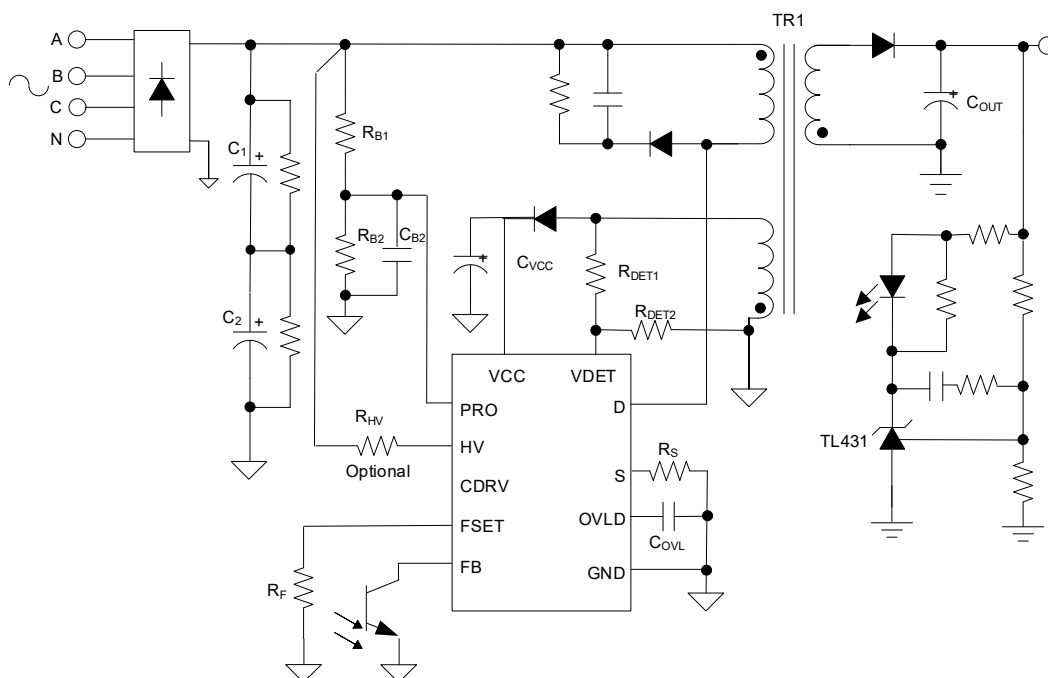 TR1
A
B
C
N
C1
RB1
RB2
CB2
COUT
CVCC
RDET1
RDET2
C2
VCC
VDET
PRO
D
RHV
HV
Optional
CDRV
RS
S
FSET
OVLD
COVL
RF
FB
GND
TL431
+
+
+
+